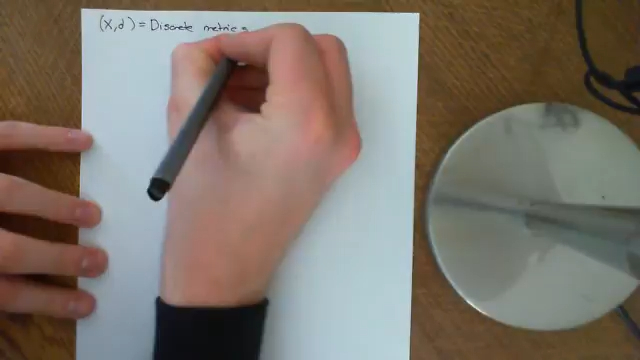 (X,d) = Discrete metric